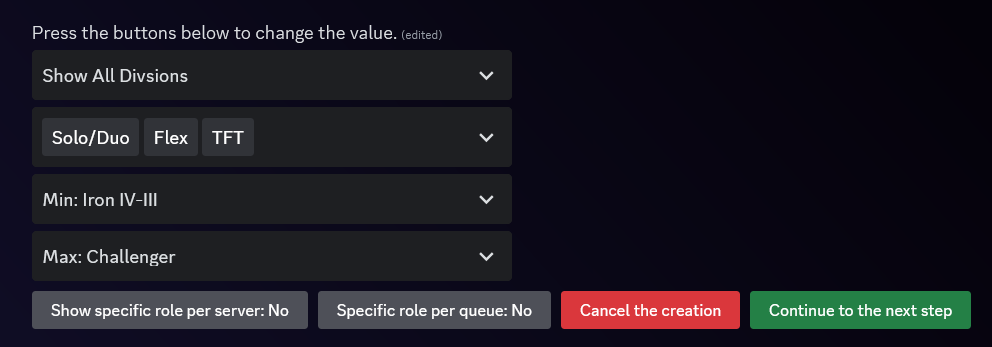 Press the buttons below to change the value. (edited)
Show All Divsions
Solo/Duo Flex TFT
Min: Iron IV-III
Max: Challenger
Show specific role per server: No Specific role per queue: No Cancel the creation Continue to the next step